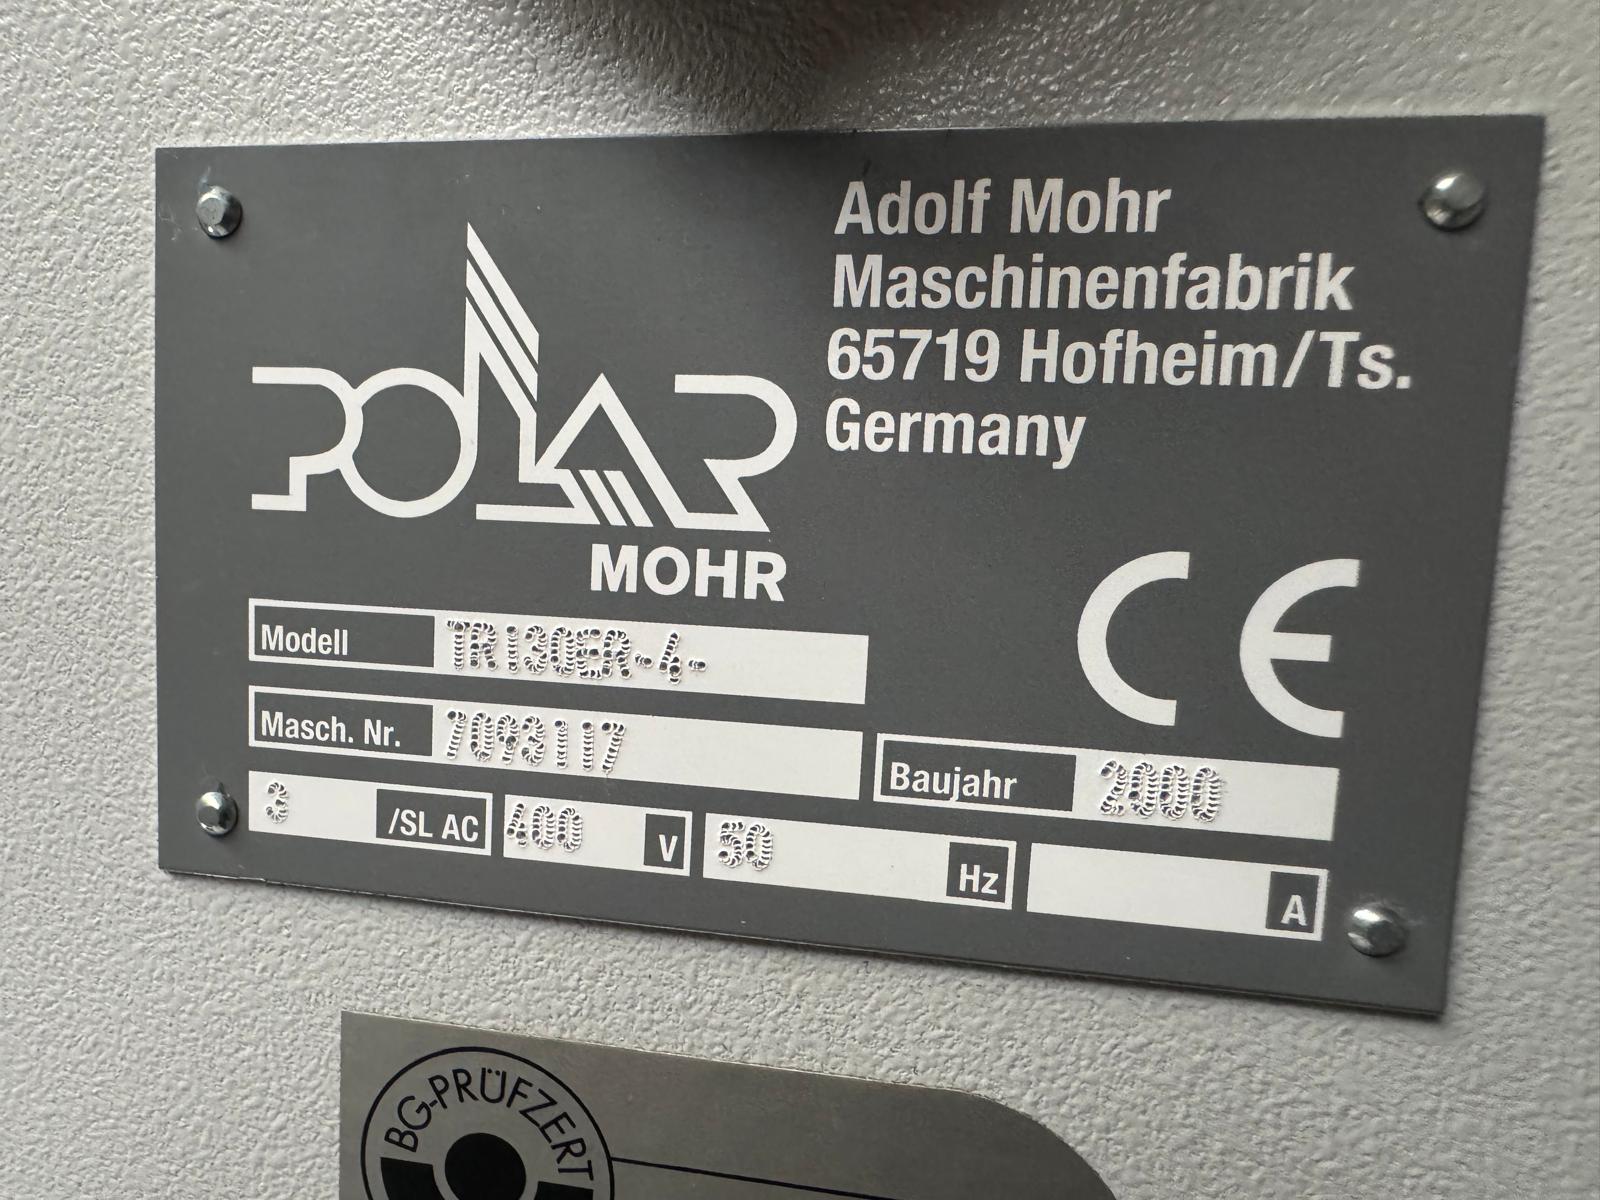 Adolf Mohr
Maschinenfabrik
65719 Hofheim/Ts.
Germany
POLAR
MOHR
CE
Modell TR130ER-4-
Masch. Nr. 7093117
Baujahr 2000
3 /SL AC 400 V 50 Hz A
BG-PRÜFZERT